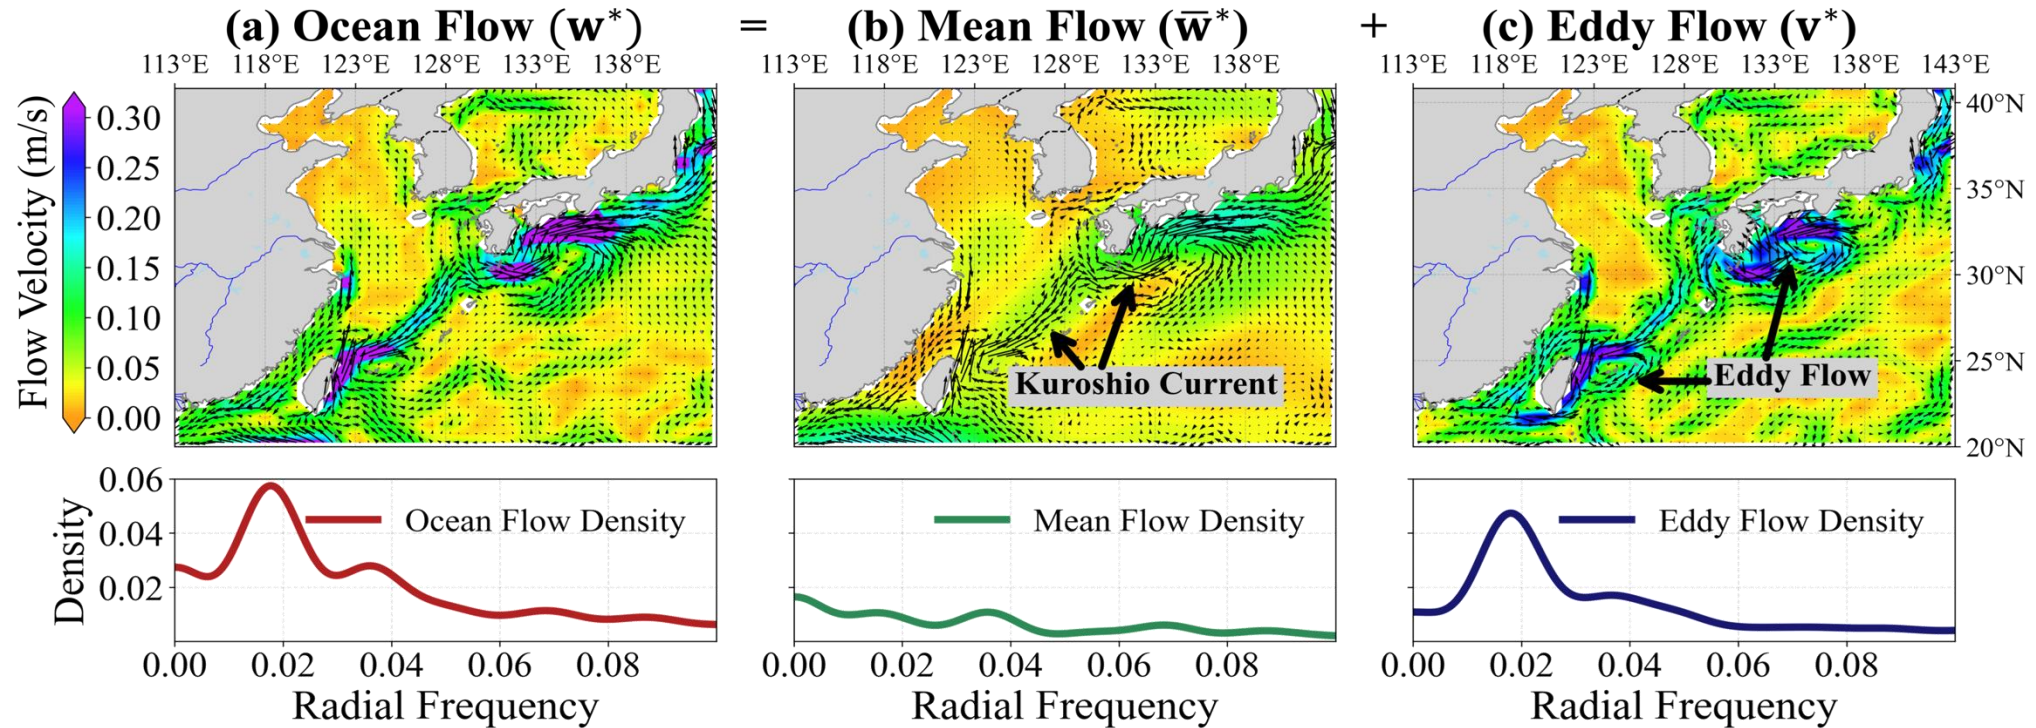 (a) Ocean Flow (w*) = (b) Mean Flow (w̅*) + (c) Eddy Flow (v*)
113°E 118°E 123°E 128°E 133°E 138°E 113°E 118°E 123°E 128°E 133°E 138°E 113°E 118°E 123°E 128°E 133°E 138°E 143°E
Flow Velocity (m/s)
0.30
0.25
0.20
0.15
0.10
0.05
0.00
Kuroshio Current
Eddy Flow
40°N
35°N
30°N
25°N
20°N
Density
0.06
0.04
0.02
Ocean Flow Density
0.00 0.02 0.04 0.06 0.08
Radial Frequency
Mean Flow Density
0.00 0.02 0.04 0.06 0.08
Radial Frequency
Eddy Flow Density
0.00 0.02 0.04 0.06 0.08
Radial Frequency